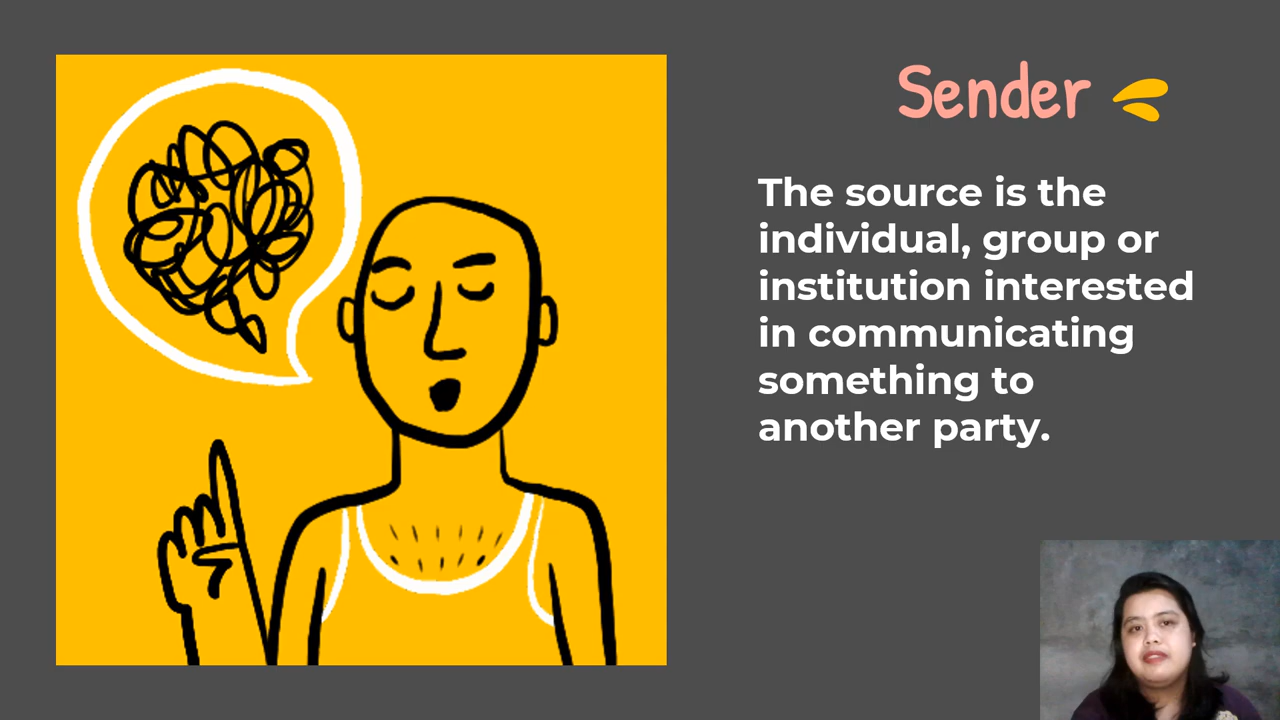 Sender
The source is the
individual, group or
institution interested
in communicating
something to
another party.